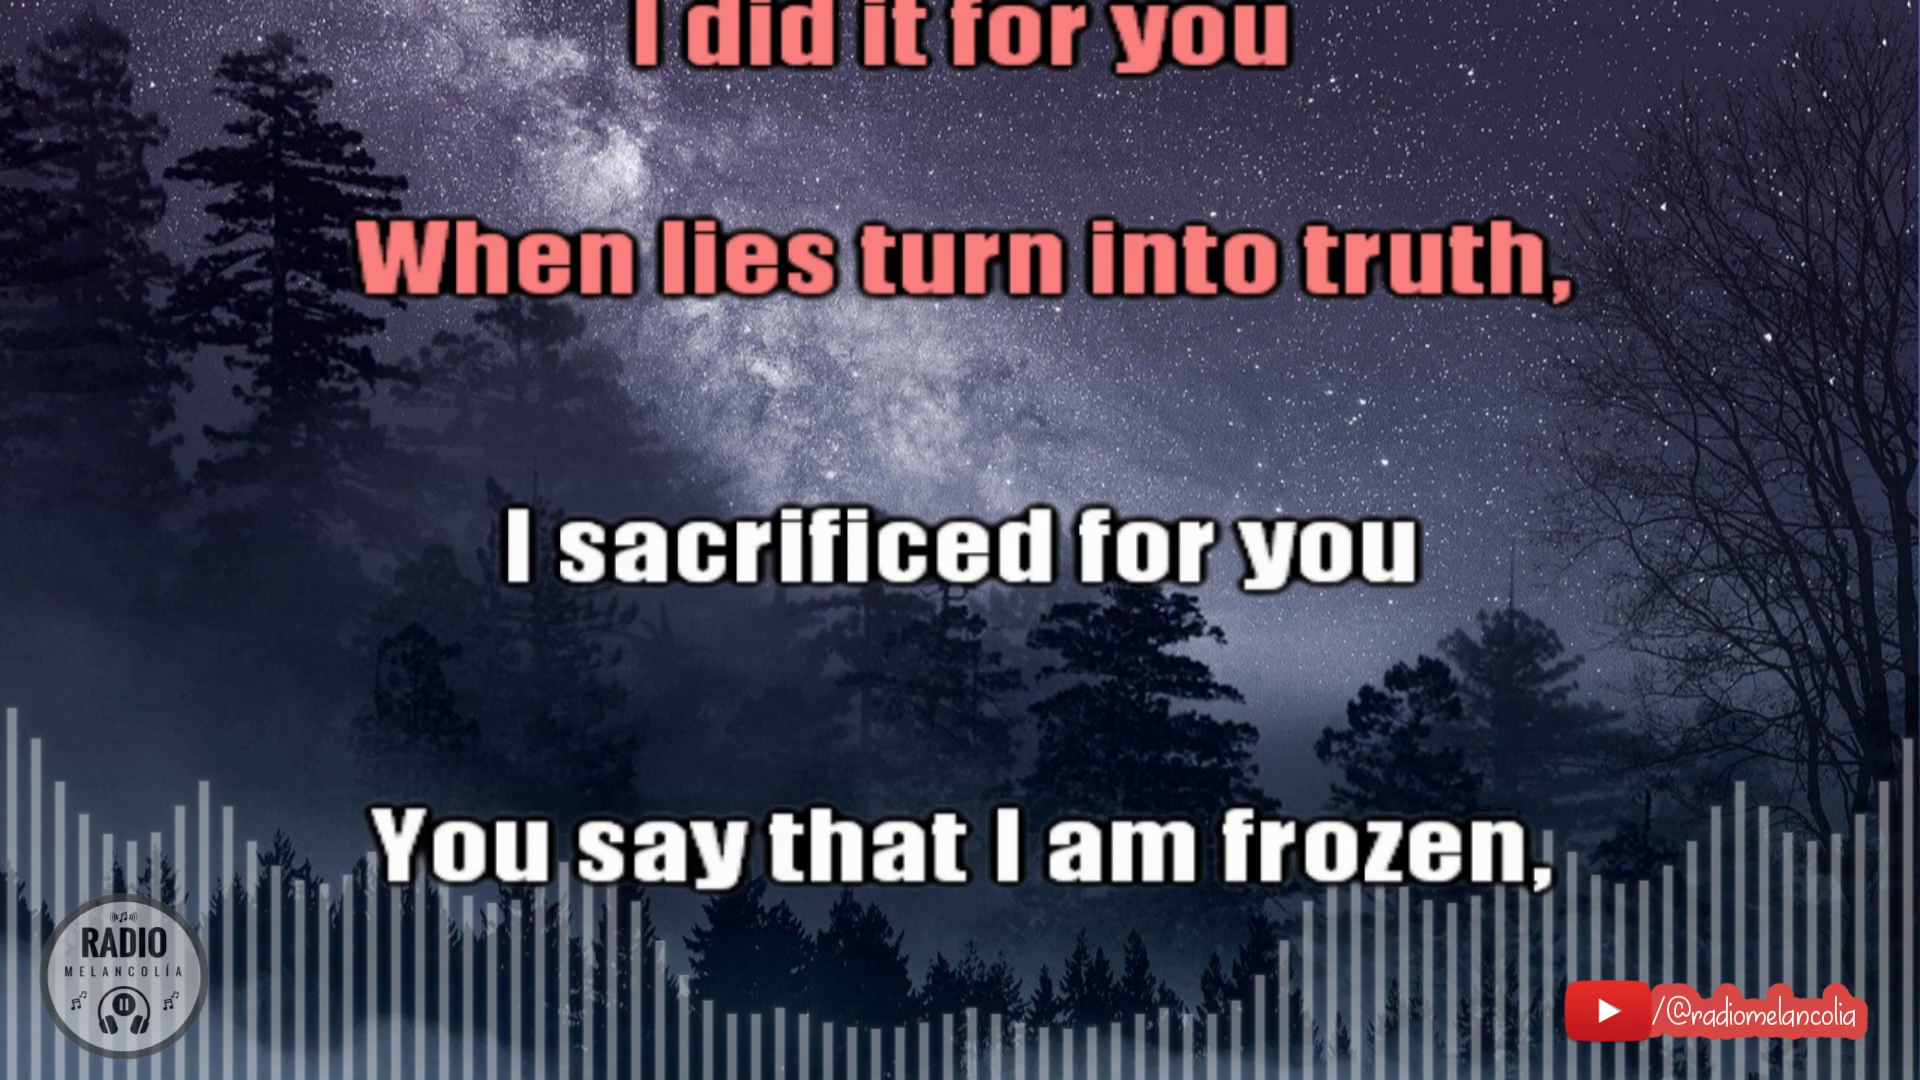 I did it for you
When lies turn into truth,
I sacrificed for you
You say that I am frozen,
RADIO
MELANCOLÍA
/@radiomelancolia